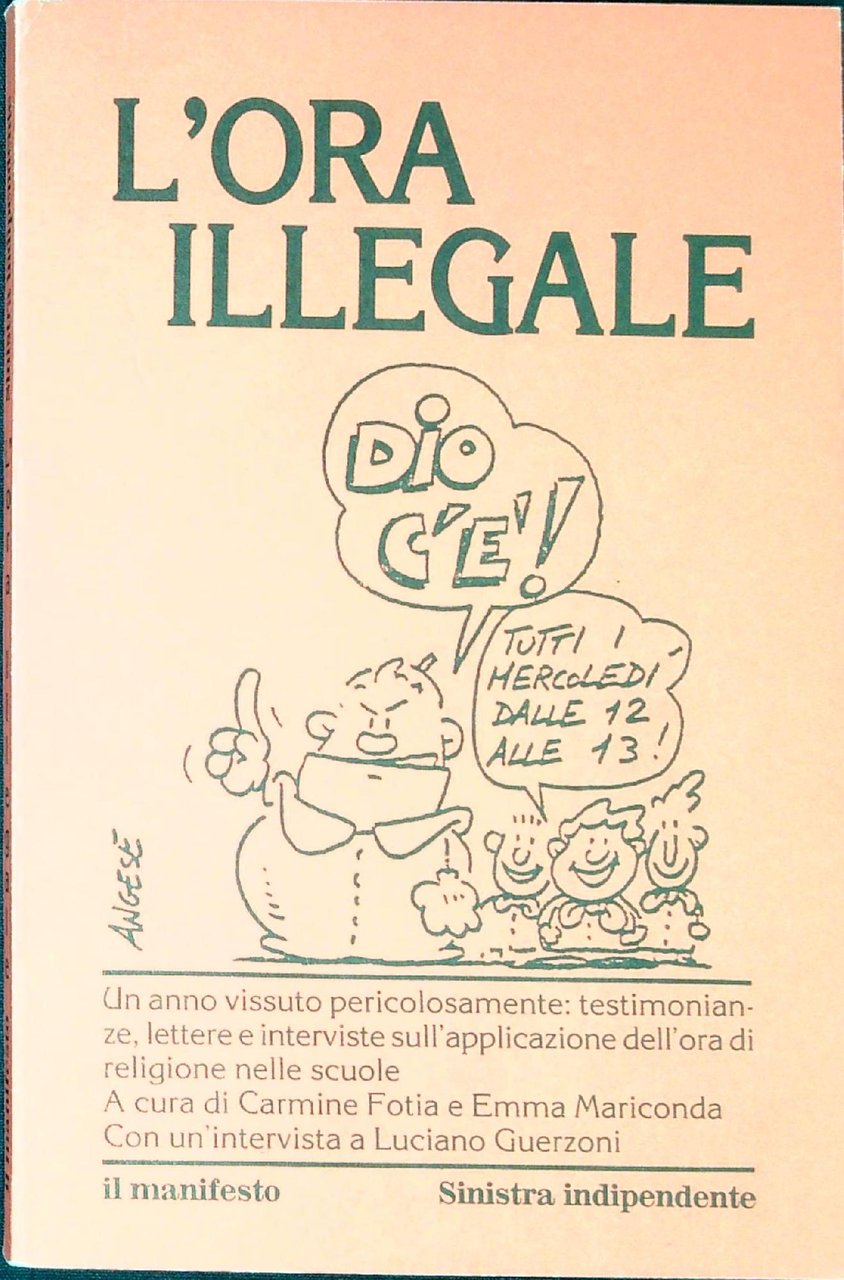 L'ORA
ILLEGALE
DIO
C'E'!!
TUTTI I
MERCOLEDI'
DALLE 12
ALLE 13!
ANGESE
Un anno vissuto pericolosamente: testimonian-
ze, lettere e interviste sull'applicazione dell'ora di
religione nelle scuole
A cura di Carmine Fotia e Emma Mariconda
Con un'intervista a Luciano Guerzoni
il manifesto
Sinistra indipendente